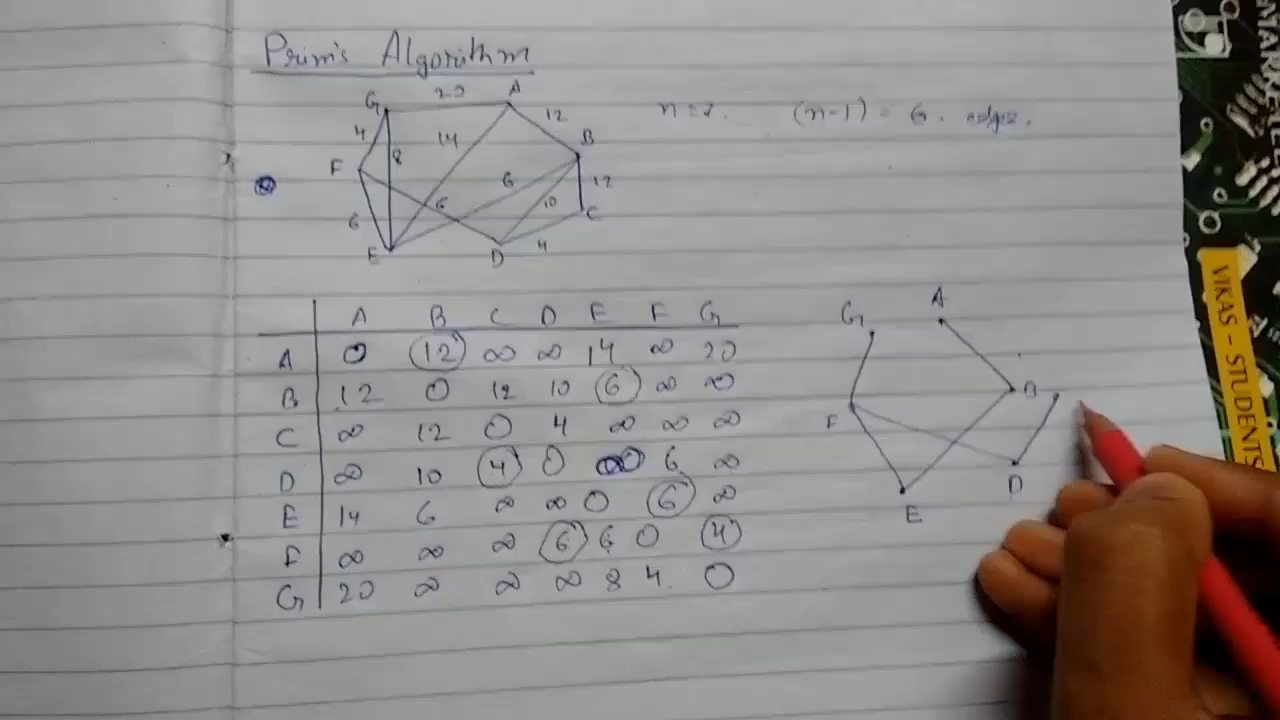 Prim's Algorithm
20
G
A
12
n=7. (n-1) = 6. edges.
4
14
B
8
F
6
12
6
10
C
6
E
D
4
A B C D E F G
A 0 12 ∞ ∞ 14 ∞ 20
B 12 0 12 10 6 ∞ ∞
C ∞ 12 0 4 ∞ ∞ ∞
D ∞ 10 4 0 ∞ 6 ∞
E 14 6 ∞ ∞ 0 6 ∞
F ∞ ∞ ∞ 6 6 0 4
G 20 ∞ ∞ ∞ 8 4. 0
A
G
B
F
D
E
VKAS - STUDENTS